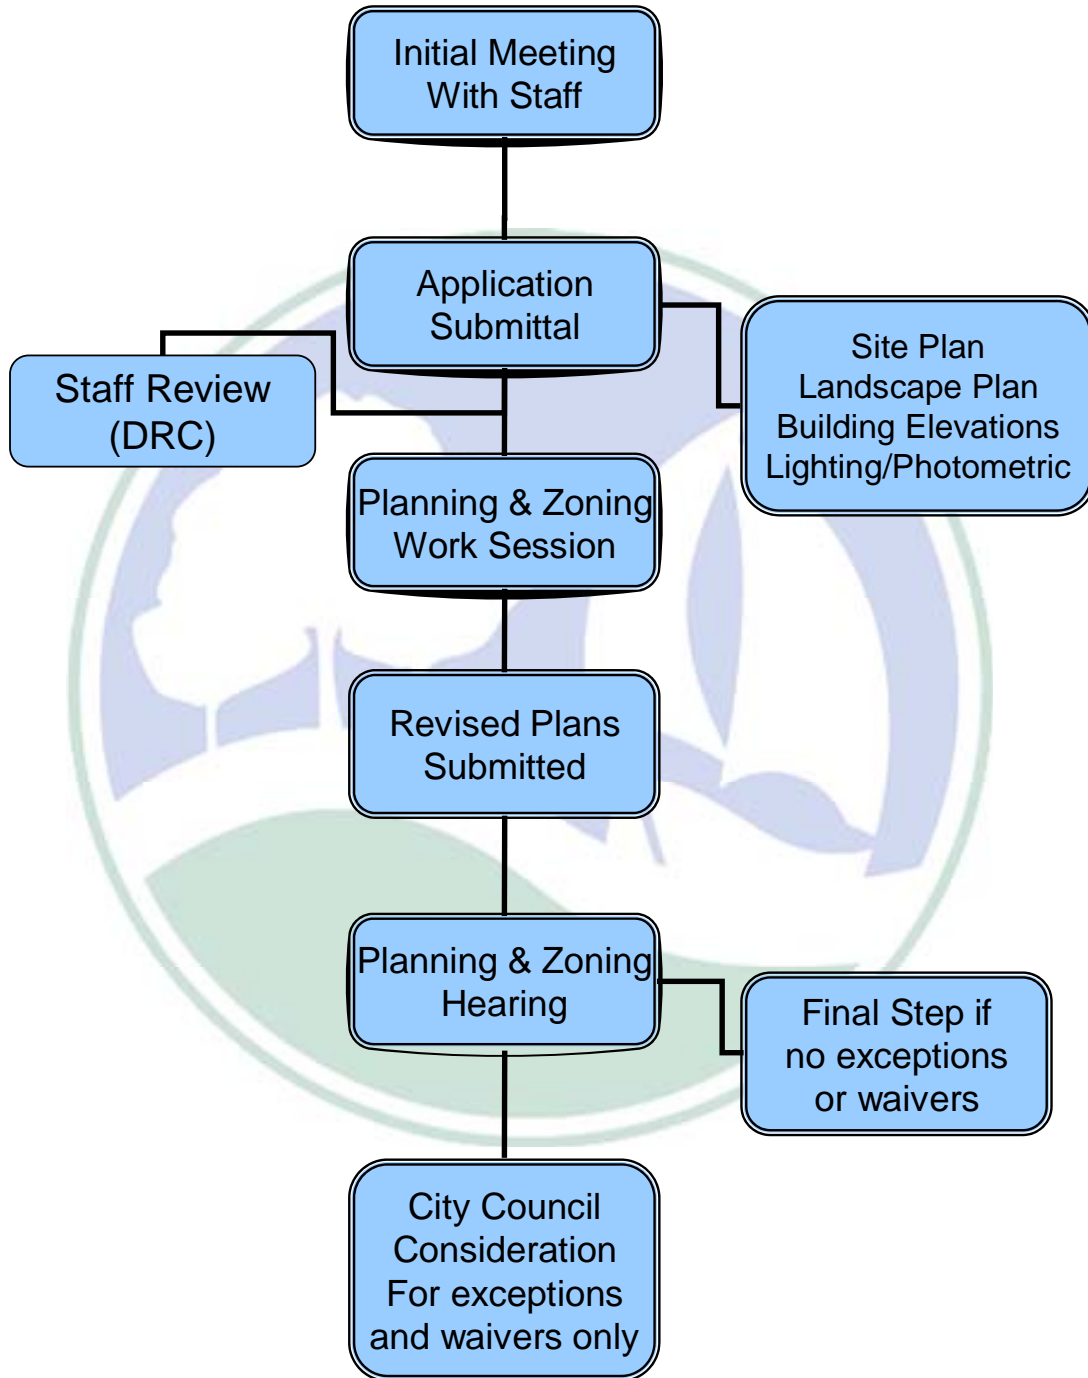 Initial Meeting
With Staff
Application
Submittal
Site Plan
Landscape Plan
Building Elevations
Lighting/Photometric
Staff Review
(DRC)
Planning & Zoning
Work Session
Revised Plans
Submitted
Planning & Zoning
Hearing
Final Step if
no exceptions
or waivers
City Council
Consideration
For exceptions
and waivers only